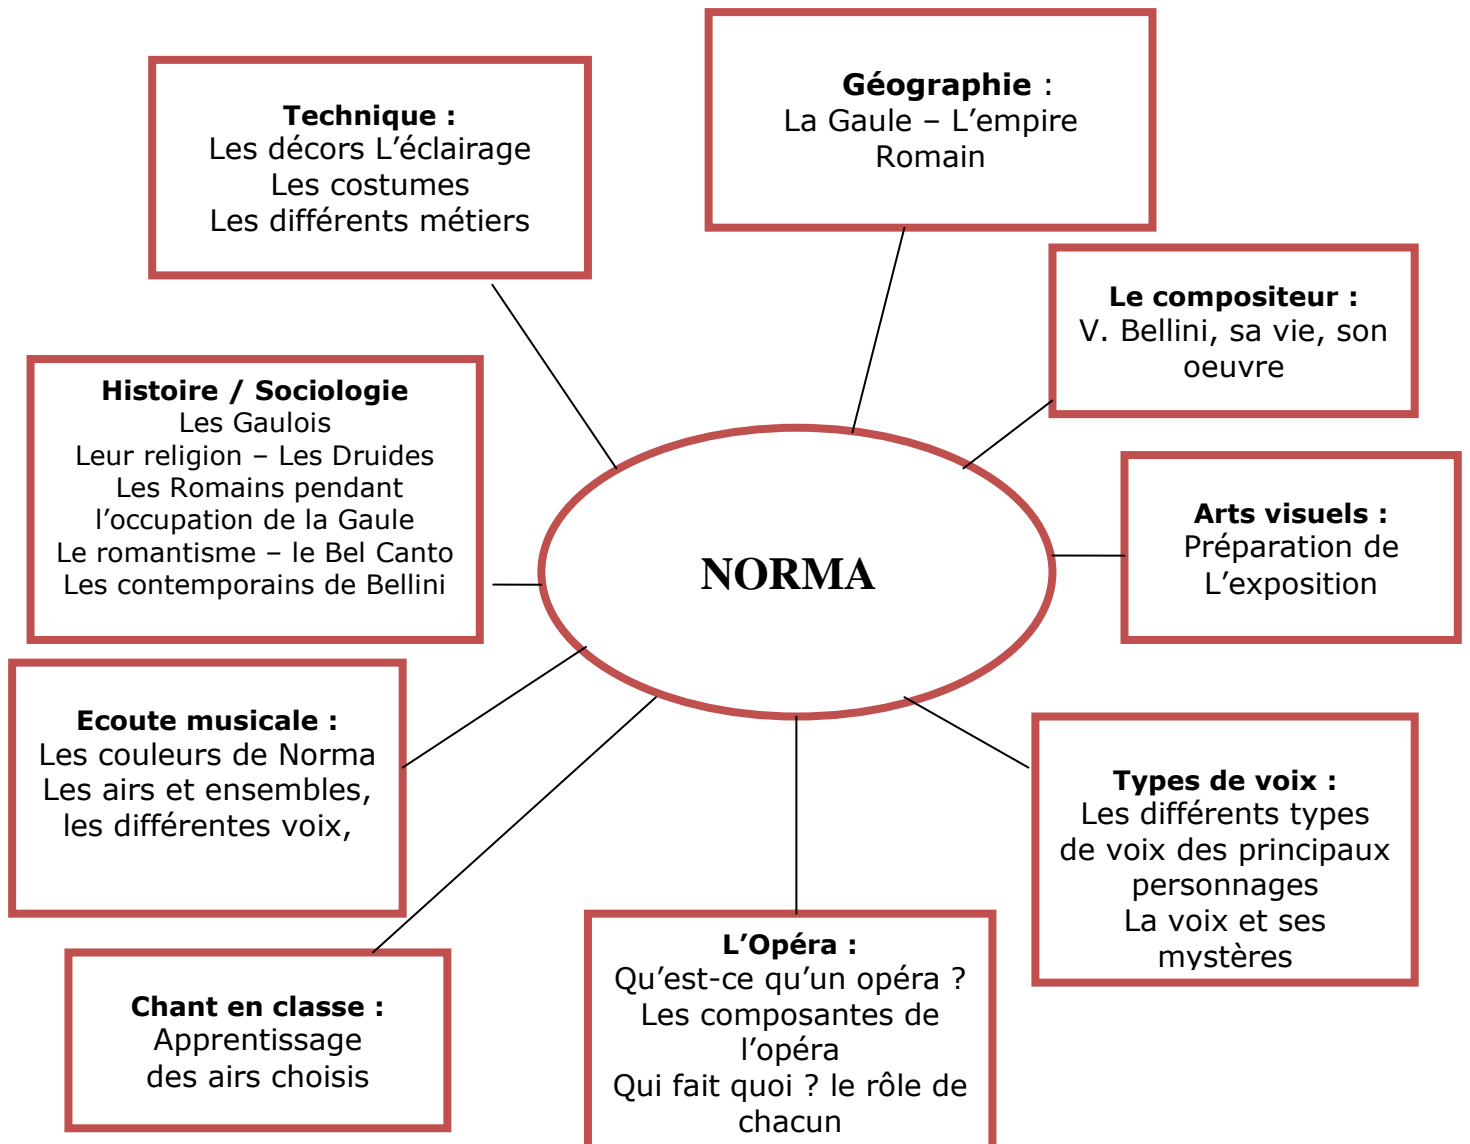 Technique :
Les décors L’éclairage
Les costumes
Les différents métiers
Géographie :
La Gaule – L’empire
Romain
Le compositeur :
V. Bellini, sa vie, son
oeuvre
Histoire / Sociologie
Les Gaulois
Leur religion – Les Druides
Les Romains pendant
l’occupation de la Gaule
Le romantisme – le Bel Canto
Les contemporains de Bellini
NORMA
Arts visuels :
Préparation de
L’exposition
Ecoute musicale :
Les couleurs de Norma
Les airs et ensembles,
les différentes voix,
Types de voix :
Les différents types
de voix des principaux
personnages
La voix et ses
mystères
Chant en classe :
Apprentissage
des airs choisis
L’Opéra :
Qu’est-ce qu’un opéra ?
Les composantes de
l’opéra
Qui fait quoi ? le rôle de
chacun